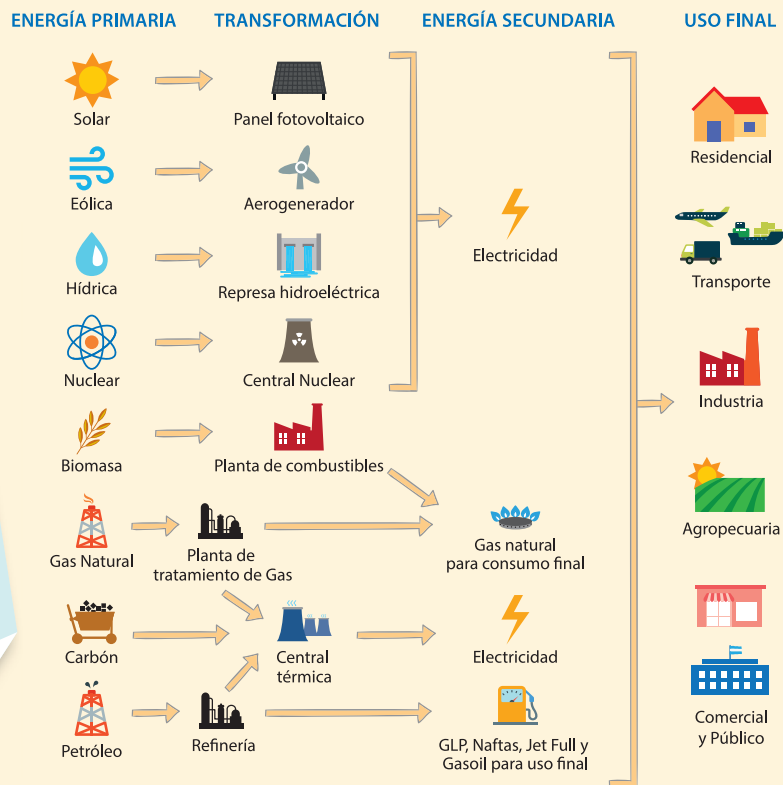 ENERGÍA PRIMARIA
TRANSFORMACIÓN
ENERGÍA SECUNDARIA
USO FINAL
Solar
Panel fotovoltaico
Eólica
Aerogenerador
Hídrica
Represa hidroeléctrica
Nuclear
Central Nuclear
Electricidad
Biomasa
Planta de combustibles
Gas Natural
Planta de
tratamiento de Gas
Gas natural
para consumo final
Carbón
Central
térmica
Electricidad
Petróleo
Refinería
GLP, Naftas, Jet Full y
Gasoil para uso final
Residencial
Transporte
Industria
Agropecuaria
Comercial
y Público